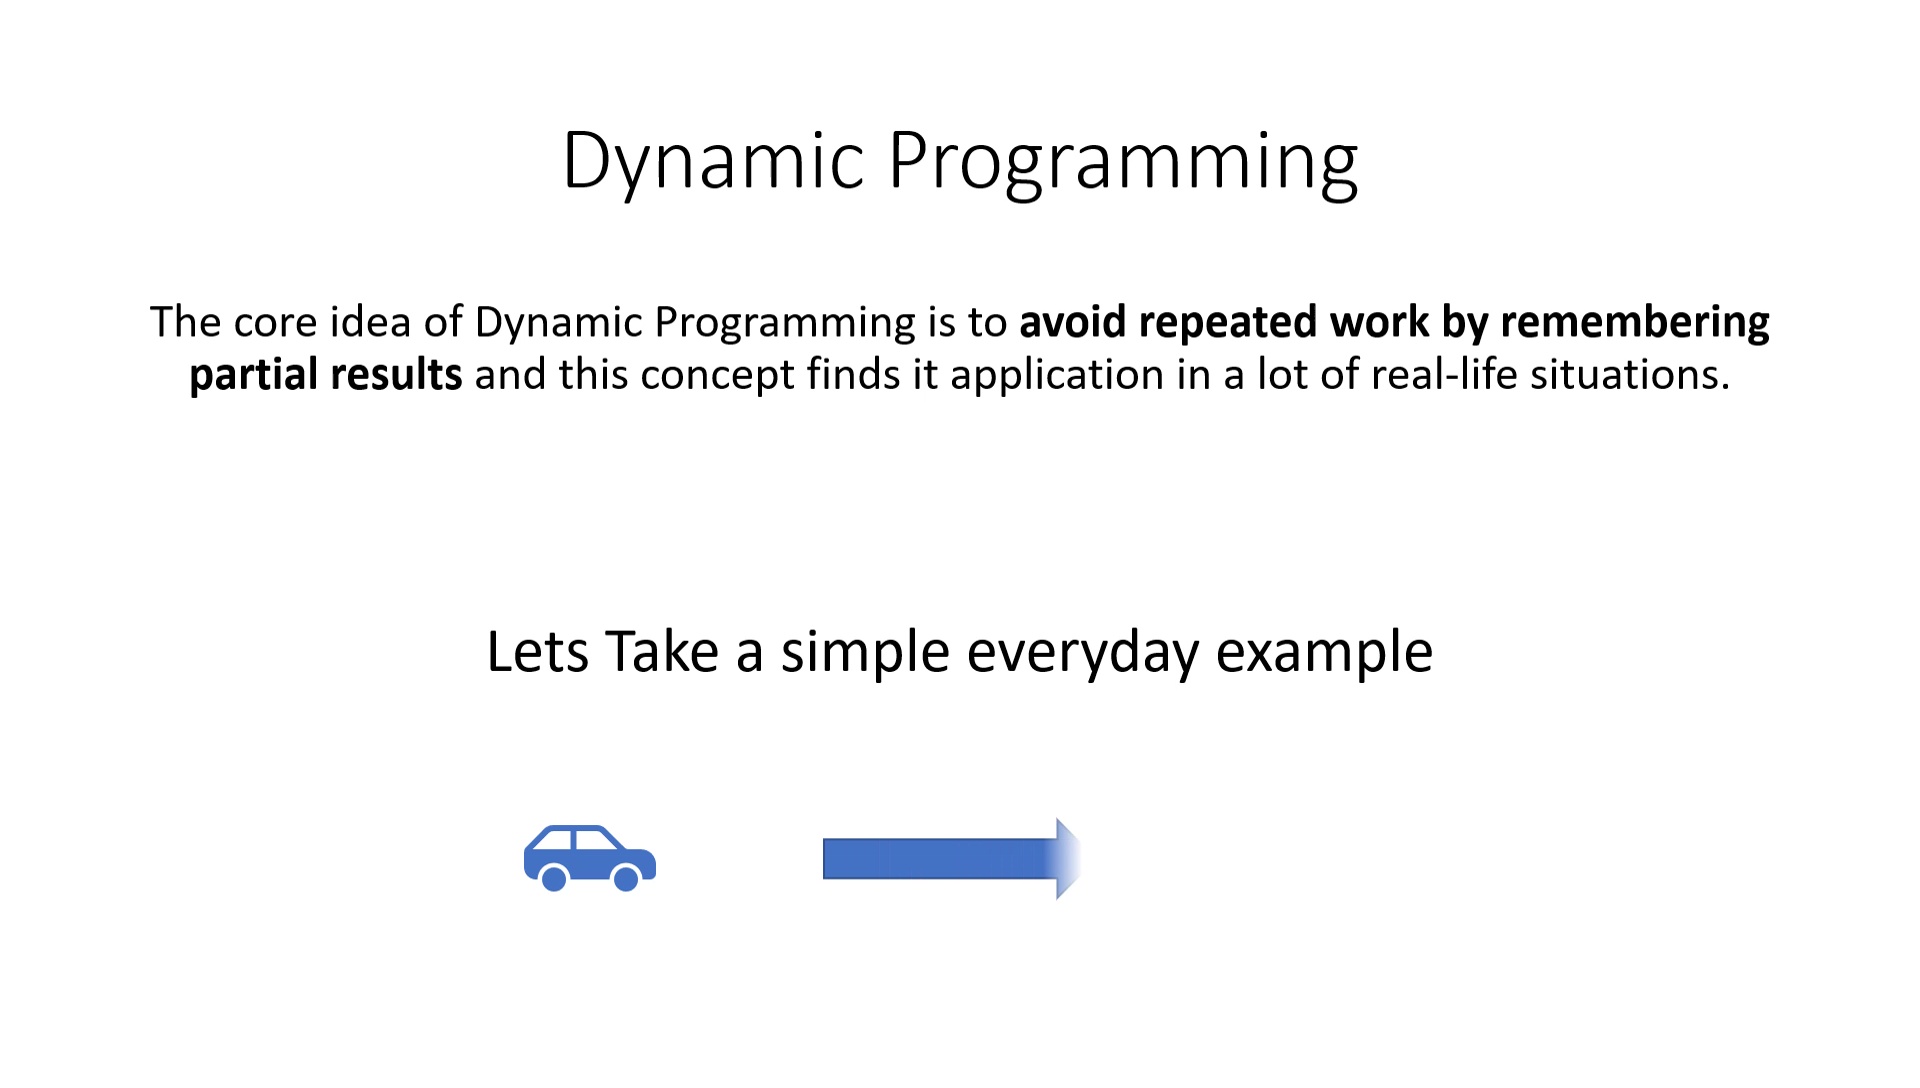 Dynamic Programming
The core idea of Dynamic Programming is to avoid repeated work by remembering
partial results and this concept finds it application in a lot of real-life situations.
Lets Take a simple everyday example